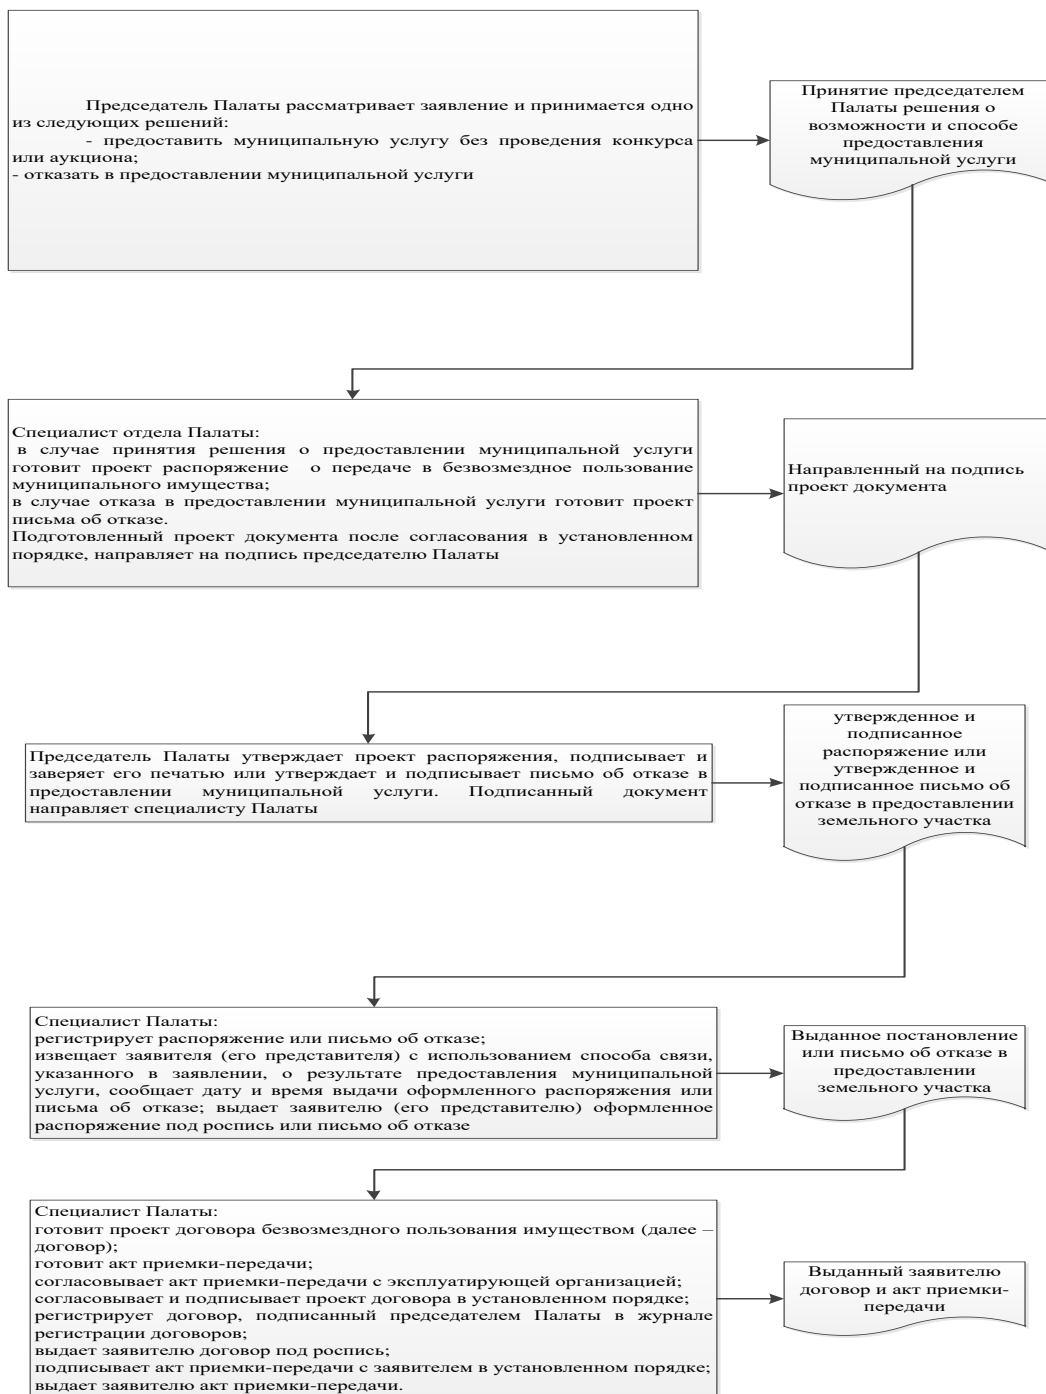 Председатель Палаты рассматривает заявление и принимается одно
из следующих решений:
- предоставить муниципальную услугу без проведения конкурса
или аукциона;
- отказать в предоставлении муниципальной услуги
Принятие председателем
Палаты решения о
возможности и способе
предоставления
муниципальной услуги
Специалист отдела Палаты:
в случае принятия решения о предоставлении муниципальной услуги
готовит проект распоряжение о передаче в безвозмездное пользование
муниципального имущества;
в случае отказа в предоставлении муниципальной услуги готовит проект
письма об отказе.
Подготовленный проект документа после согласования в установленном
порядке, направляет на подпись председателю Палаты
Направленный на подпись
проект документа
Председатель Палаты утверждает проект распоряжения, подписывает и
заверяет его печатью или утверждает и подписывает письмо об отказе в
предоставлении муниципальной услуги. Подписанный документ
направляет специалисту Палаты
утвержденное и
подписанное
распоряжение или
утвержденное и
подписанное письмо об
отказе в предоставлении
земельного участка
Специалист Палаты:
регистрирует распоряжение или письмо об отказе;
извещает заявителя (его представителя) с использованием способа связи,
указанного в заявлении, о результате предоставления муниципальной
услуги, сообщает дату и время выдачи оформленного распоряжения или
письма об отказе; выдает заявителю (его представителю) оформленное
распоряжение под роспись или письмо об отказе
Выданное постановление
или письмо об отказе в
предоставлении
земельного участка
Специалист Палаты:
готовит проект договора безвозмездного пользования имуществом (далее –
договор);
готовит акт приемки-передачи;
согласовывает акт приемки-передачи с эксплуатирующей организацией;
согласовывает и подписывает проект договора в установленном порядке;
регистрирует договор, подписанный председателем Палаты в журнале
регистрации договоров;
выдает заявителю договор под роспись;
подписывает акт приемки-передачи с заявителем в установленном порядке;
выдает заявителю акт приемки-передачи.
Выданный заявителю
договор и акт приемки-
передачи